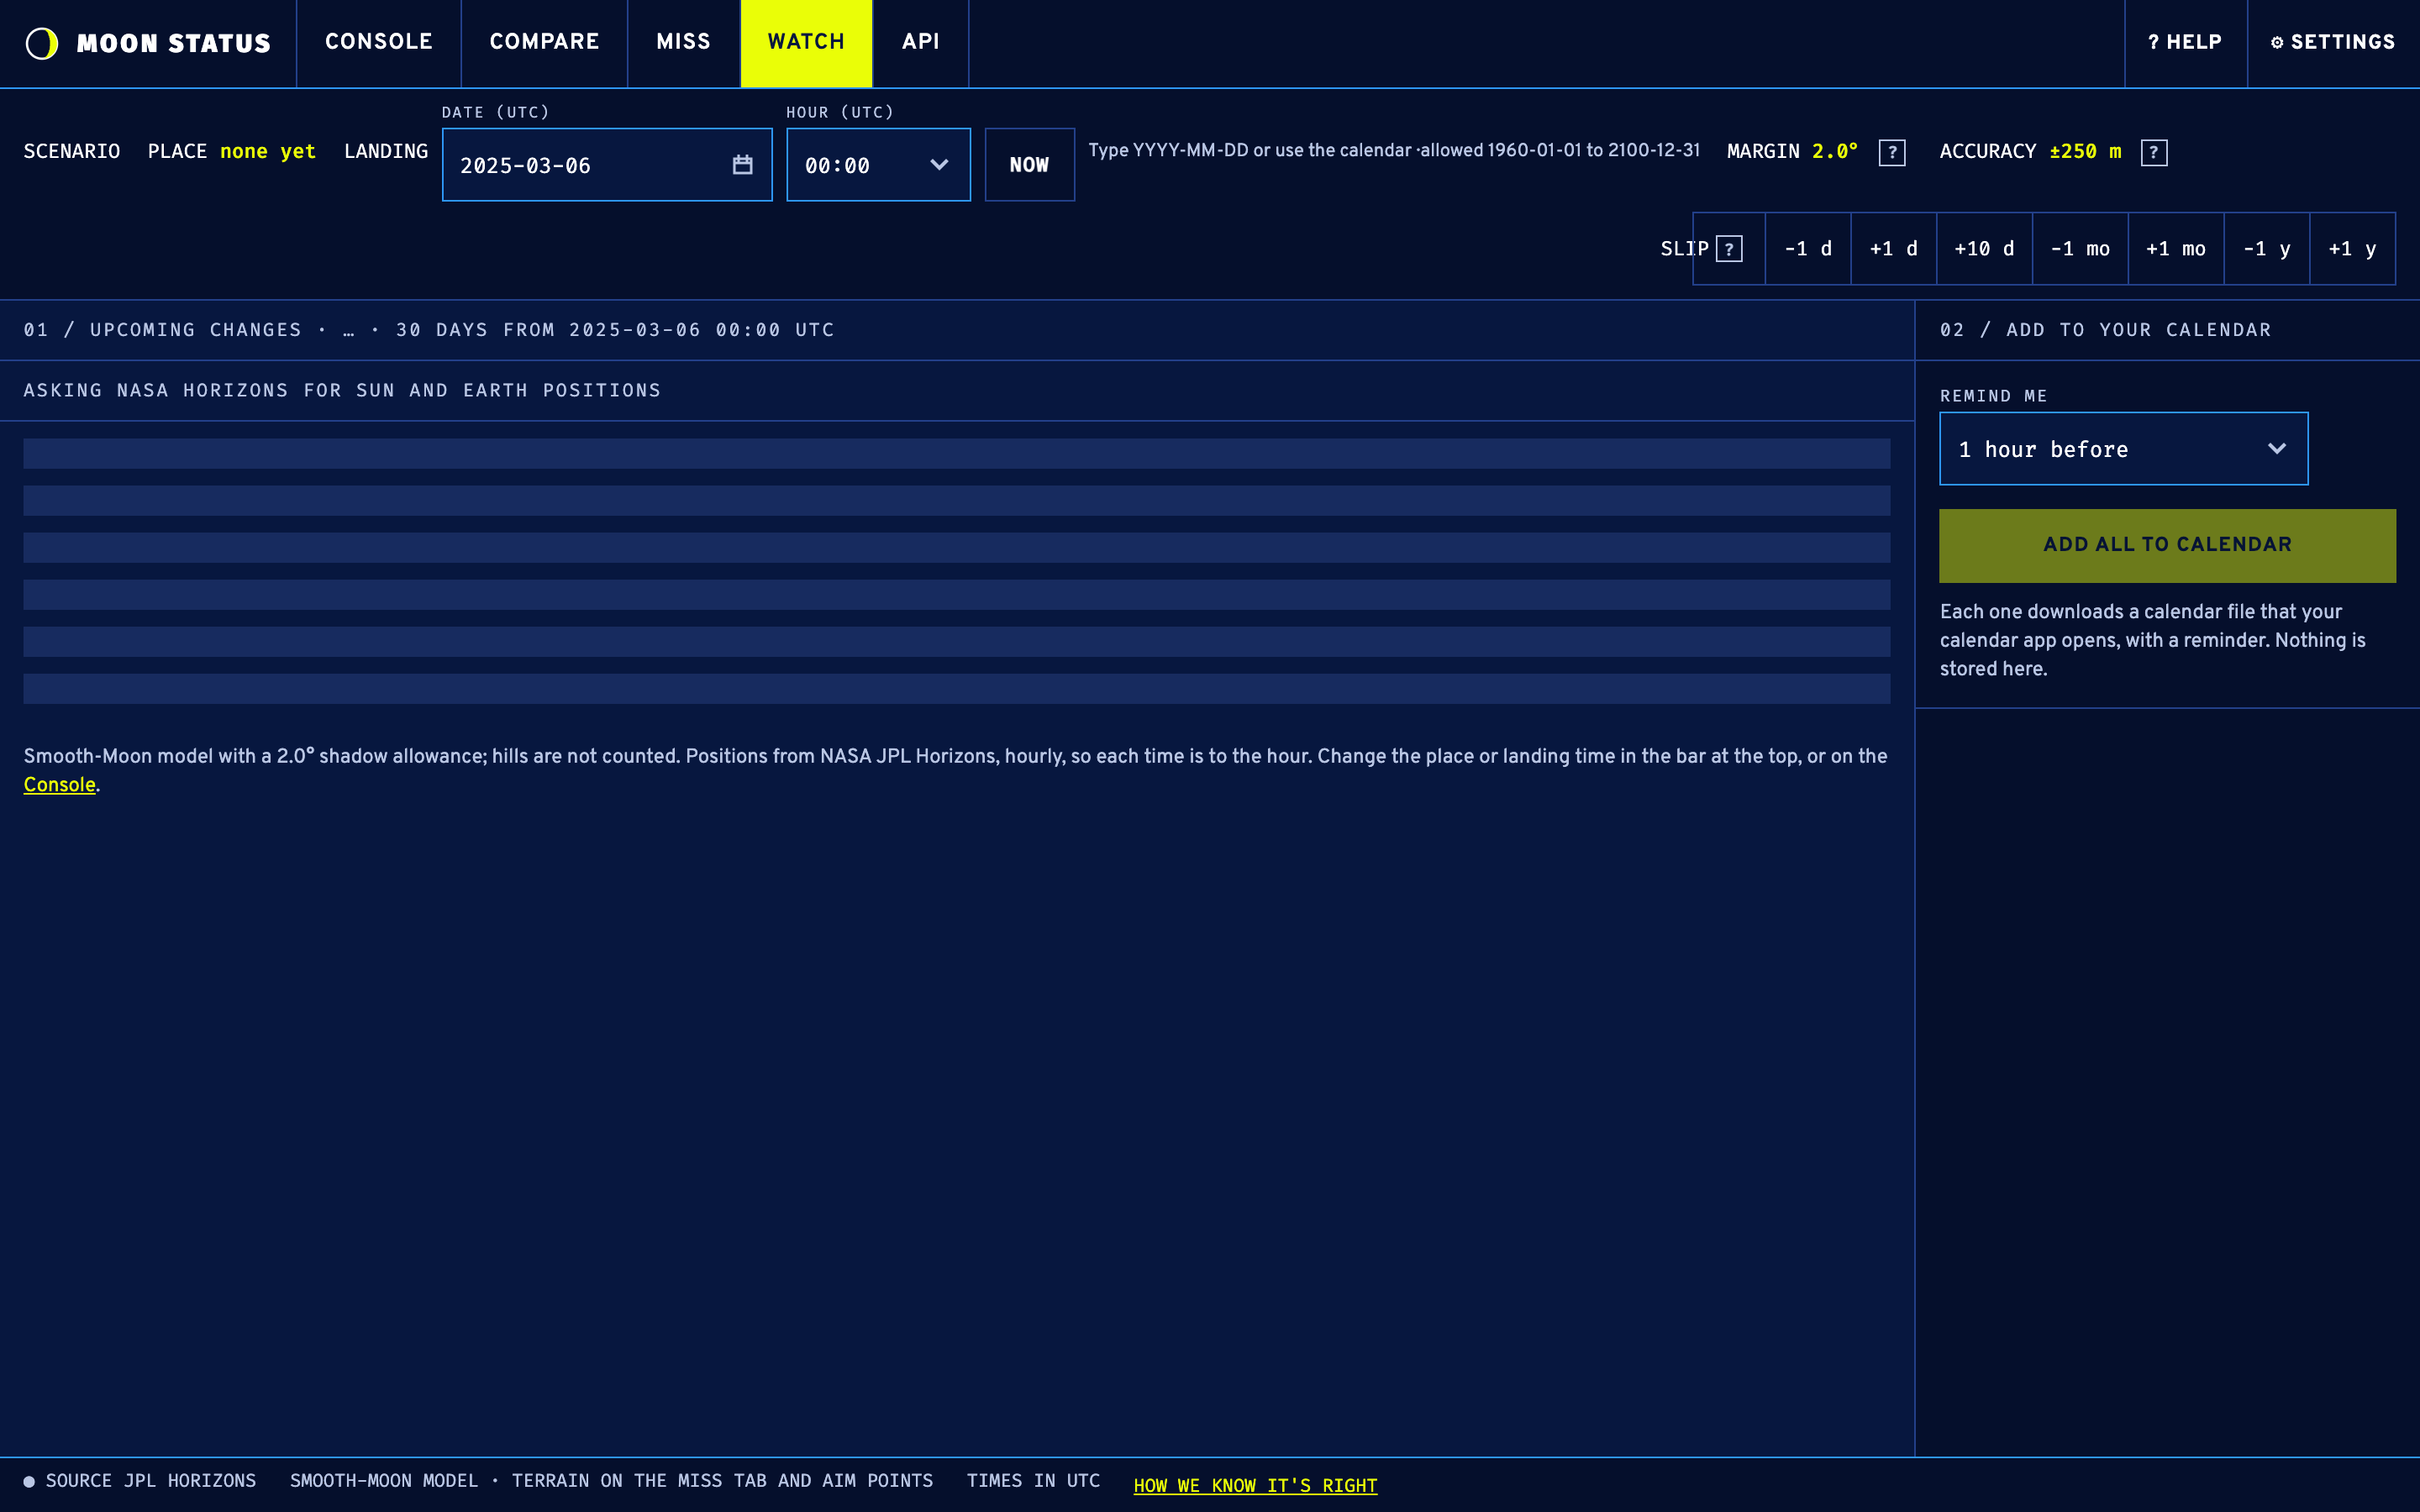 MOON STATUS CONSOLE COMPARE MISS WATCH API ? HELP ⚙ SETTINGS
DATE (UTC) HOUR (UTC)
SCENARIO PLACE none yet LANDING 2025-03-06 00:00 NOW Type YYYY-MM-DD or use the calendar ·allowed 1960-01-01 to 2100-12-31 MARGIN 2.0° ? ACCURACY ±250 m ?
SLIP ? -1 d +1 d +10 d -1 mo +1 mo -1 y +1 y
01 / UPCOMING CHANGES · … · 30 DAYS FROM 2025-03-06 00:00 UTC
ASKING NASA HORIZONS FOR SUN AND EARTH POSITIONS
Smooth-Moon model with a 2.0° shadow allowance; hills are not counted. Positions from NASA JPL Horizons, hourly, so each time is to the hour. Change the place or landing time in the bar at the top, or on the
Console.
02 / ADD TO YOUR CALENDAR
REMIND ME
1 hour before
ADD ALL TO CALENDAR
Each one downloads a calendar file that your
calendar app opens, with a reminder. Nothing is
stored here.
SOURCE JPL HORIZONS SMOOTH-MOON MODEL · TERRAIN ON THE MISS TAB AND AIM POINTS TIMES IN UTC HOW WE KNOW IT'S RIGHT